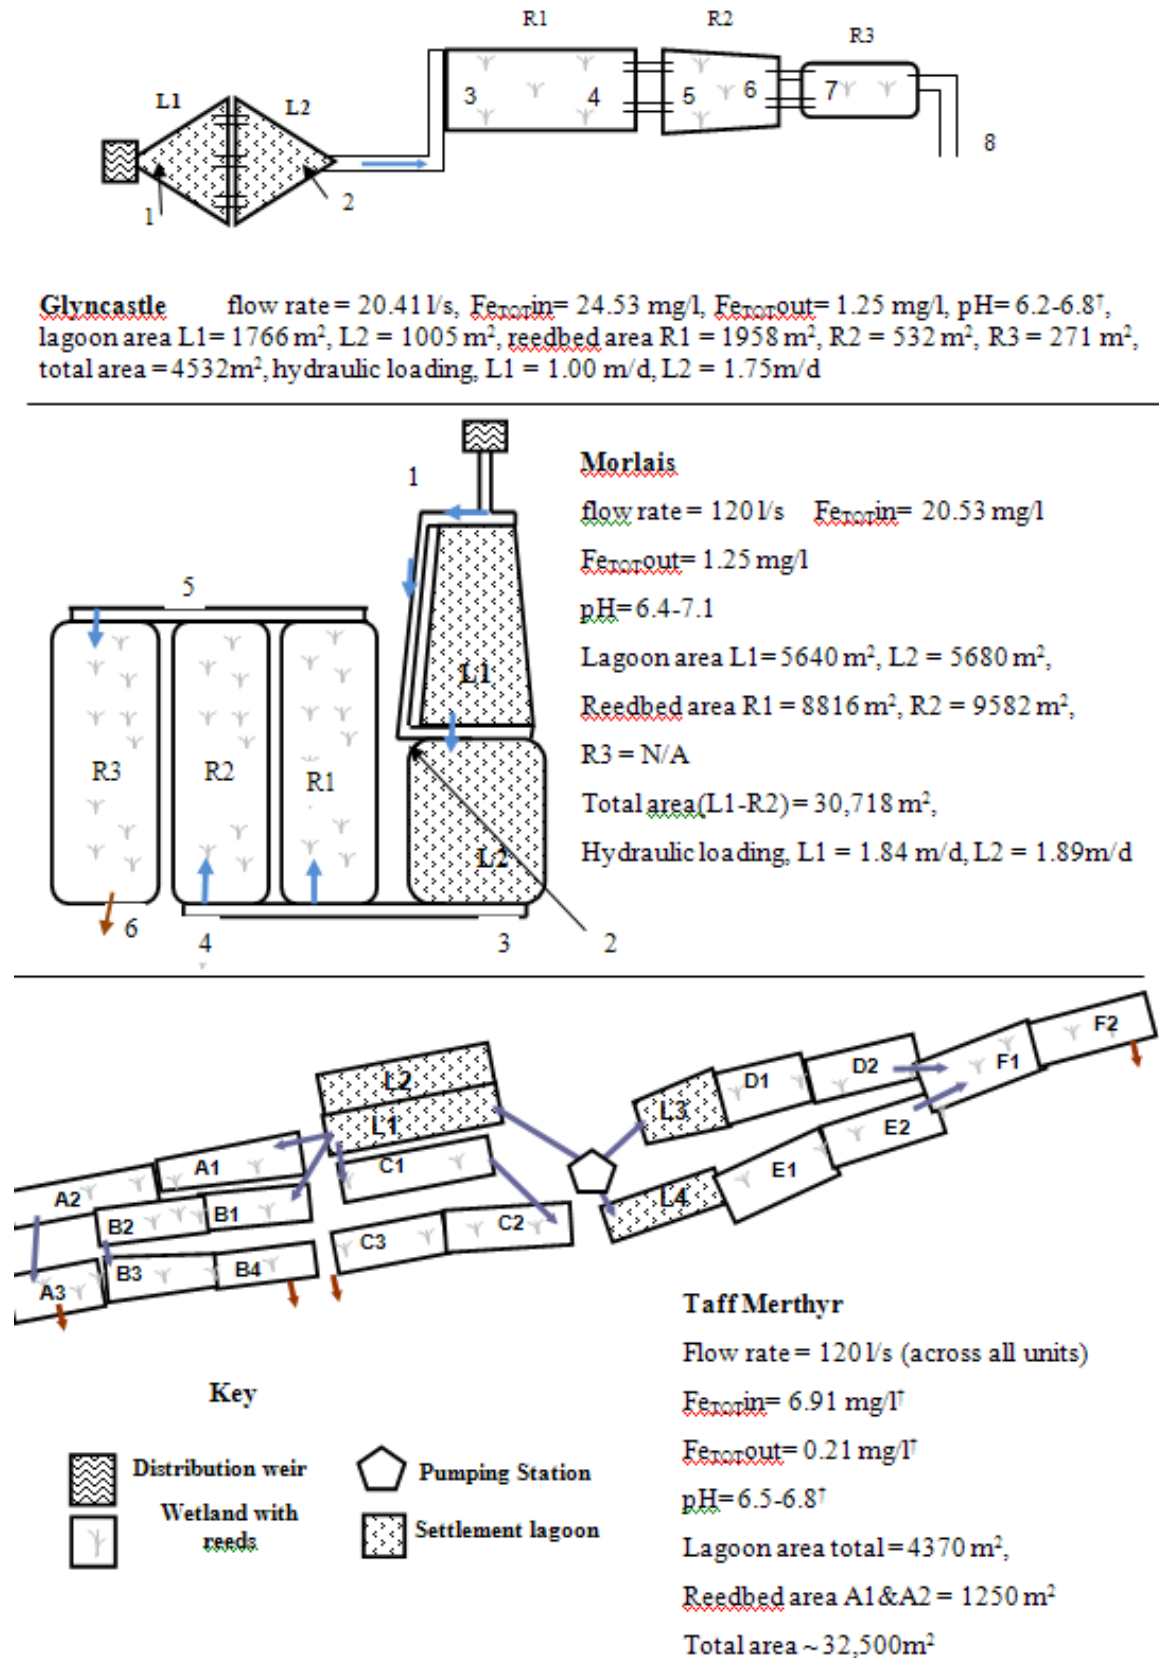 R1
R2
R3
L1
L2
3
4
5
6
7
8
1
2
Glyncastle flow rate = 20.41 l/s, FeTOTin= 24.53 mg/l, FeTOTout= 1.25 mg/l, pH= 6.2-6.8†,
lagoon area L1= 1766 m², L2 = 1005 m², reedbed area R1 = 1958 m², R2 = 532 m², R3 = 271 m²,
total area = 4532m², hydraulic loading, L1 = 1.00 m/d, L2 = 1.75m/d
1
5
L1
R3
R2
R1
L2
6
4
3
2
Morlais
flow rate = 120 l/s FeTOTin= 20.53 mg/l
FeTOTout= 1.25 mg/l
pH= 6.4-7.1
Lagoon area L1= 5640 m², L2 = 5680 m²,
Reedbed area R1 = 8816 m², R2 = 9582 m²,
R3 = N/A
Total area(L1-R2) = 30,718 m²,
Hydraulic loading, L1 = 1.84 m/d, L2 = 1.89m/d
L2
L1
A1
A2
A3
B2
B1
B3
B4
C1
C2
C3
L3
D1
D2
F1
F2
E2
E1
L4
Taff Merthyr
Flow rate = 120 l/s (across all units)
FeTOTin= 6.91 mg/l†
FeTOTout= 0.21 mg/l†
pH= 6.5-6.8†
Lagoon area total = 4370 m²,
Reedbed area A1&A2 = 1250 m²
Total area ~ 32,500m²
Key
Distribution weir
Wetland with
reeds
Pumping Station
Settlement lagoon